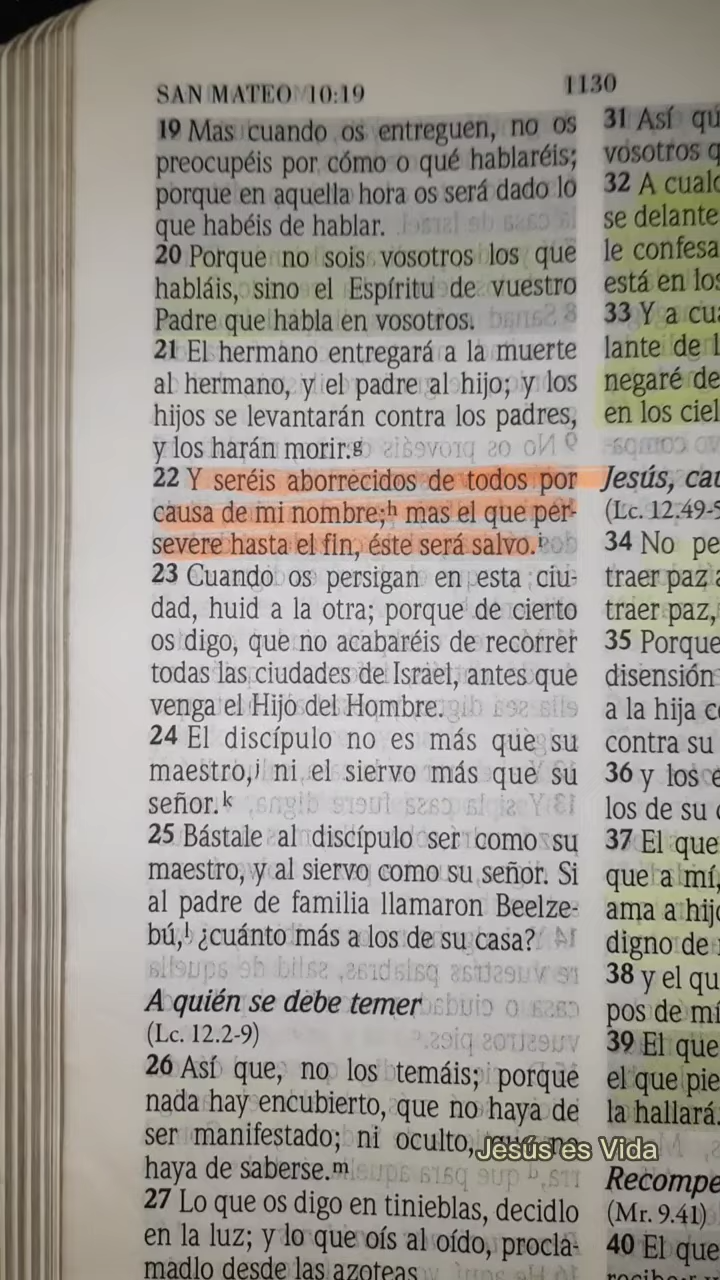 SAN MATEO 10:19
1130
19 Mas cuando os entreguen, no os
preocupéis por cómo o qué hablaréis;
porque en aquella hora os será dado lo
que habéis de hablar.
20 Porque no sois vosotros los que
habláis, sino el Espíritu de vuestro
Padre que habla en vosotros.
21 El hermano entregará a la muerte
al hermano, y el padre al hijo; y los
hijos se levantarán contra los padres,
y los harán morir.g
22 Y seréis aborrecidos de todos por
causa de mi nombre;h mas el que per-
severe hasta el fin, éste será salvo.i
23 Cuando os persigan en esta ciu-
dad, huid a la otra; porque de cierto
os digo, que no acabaréis de recorrer
todas las ciudades de Israel, antes que
venga el Hijo del Hombre.
24 El discípulo no es más que su
maestro,j ni el siervo más que su
señor.k
25 Bástale al discípulo ser como su
maestro, y al siervo como su señor. Si
al padre de familia llamaron Beelze-
bú,l ¿cuánto más a los de su casa?
A quién se debe temer
(Lc. 12.2-9)
26 Así que, no los temáis; porque
nada hay encubierto, que no haya de
ser manifestado; ni oculto,
haya de saberse.m
27 Lo que os digo en tinieblas, decidlo
en la luz; y lo que oís al oído, procla-
madlo desde las azoteas
31 Así
vosotros
32 A
se delante
le
está en
33 Y a
lante de
negaré
en los
Jesús,
(Lc. 12.49-
34 No
traer paz
traer paz,
35 Porque
disensión
a la hija
contra su
36 y los
los de su
37 El que
que a mí,
ama a
digno de
38 y el
pos de mí
39 El que
el que
la hallará.
(Mr. 9.41)
40 El que
Jesús es Vida